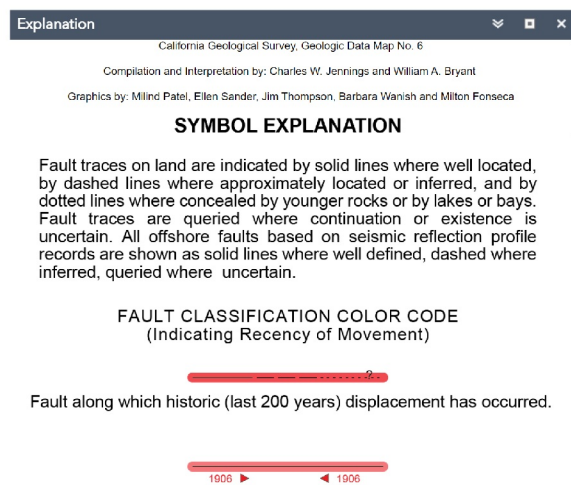 Explanation
California Geological Survey, Geologic Data Map No. 6
Compilation and Interpretation by: Charles W. Jennings and William A. Bryant
Graphics by: Milind Patel, Ellen Sander, Jim Thompson, Barbara Wanish and Milton Fonseca
SYMBOL EXPLANATION
Fault traces on land are indicated by solid lines where well located,
by dashed lines where approximately located or inferred, and by
dotted lines where concealed by younger rocks or by lakes or bays.
Fault traces are queried where continuation or existence is
uncertain. All offshore faults based on seismic reflection profile
records are shown as solid lines where well defined, dashed where
inferred, queried where uncertain.
FAULT CLASSIFICATION COLOR CODE
(Indicating Recency of Movement)
?
Fault along which historic (last 200 years) displacement has occurred.
1906 1906